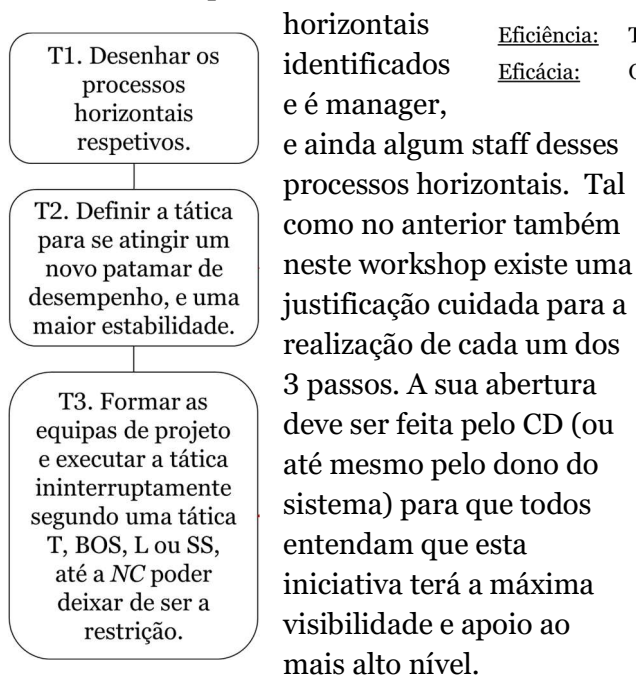 T1. Desenhar os
processos
horizontais
respetivos.
T2. Definir a tática
para se atingir um
novo patamar de
desempenho, e uma
maior estabilidade.
T3. Formar as
equipas de projeto
e executar a tática
ininterruptamente
segundo uma tática
T, BOS, L ou SS,
até a NC poder
deixar de ser a
restrição.
horizontais
identificados
e é manager,
e ainda algum staff desses
processos horizontais. Tal
como no anterior também
neste workshop existe uma
justificação cuidada para a
realização de cada um dos
3 passos. A sua abertura
deve ser feita pelo CD (ou
até mesmo pelo dono do
sistema) para que todos
entendam que esta
iniciativa terá a máxima
visibilidade e apoio ao
mais alto nível.
Eficiência:
Eficácia: